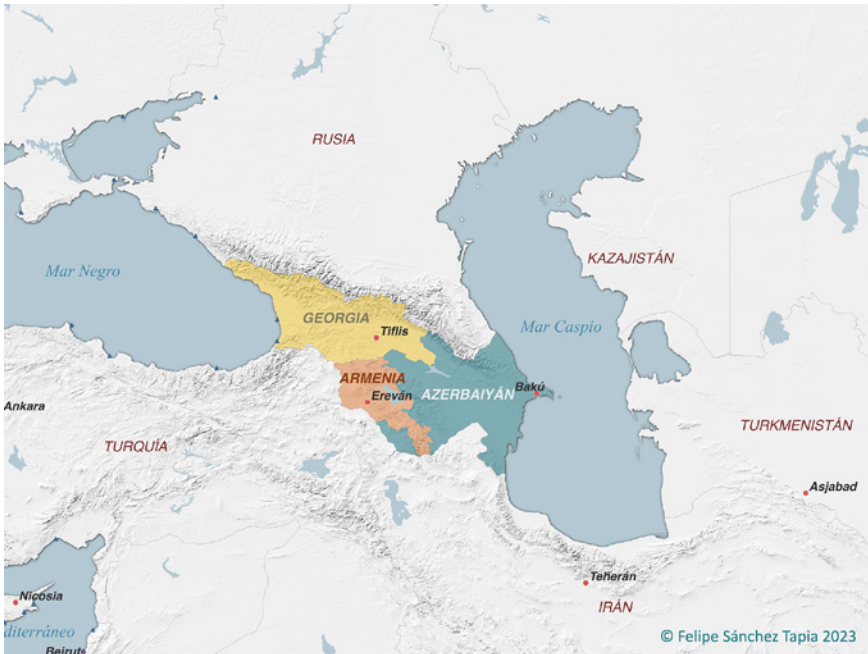 RUSIA
KAZAJISTÁN
Mar Negro
GEORGIA
Mar Caspio
Tiflis
ARMENIA
Bakú
AZERBAIYÁN
Ereván
Ankara
TURQUÍA
TURKMENISTÁN
Asjabad
Teherán
Nicosia
IRÁN
diterráneo
Beiruts
© Felipe Sánchez Tapia 2023